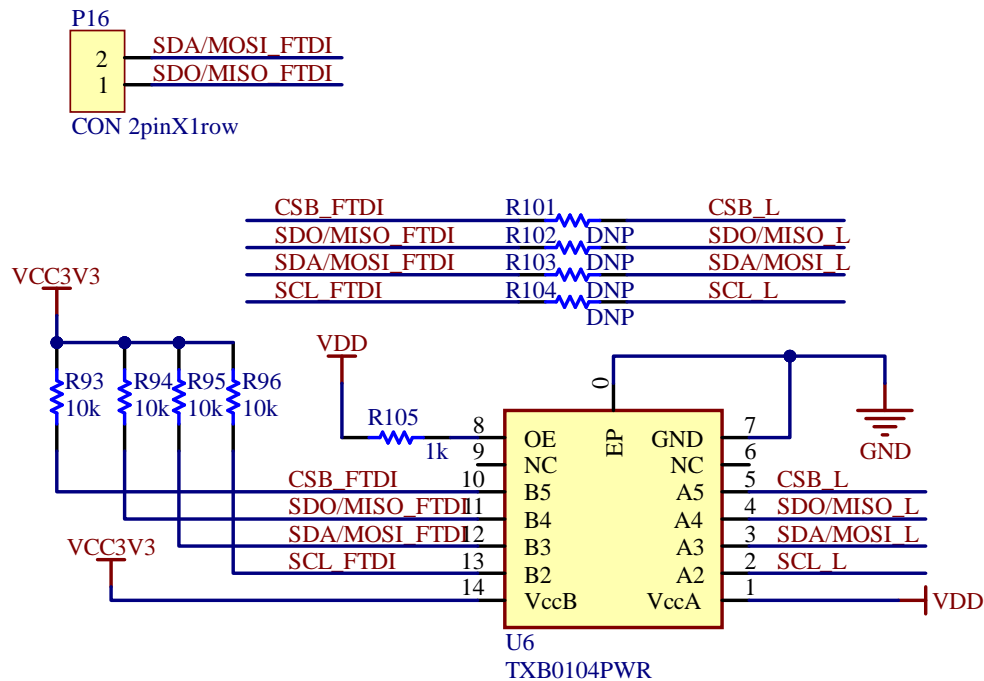 P16
2 SDA/MOSI_FTDI
1 SDO/MISO_FTDI
CON 2pinX1row
CSB_FTDI R101 CSB_L
SDO/MISO_FTDI R102 DNP SDO/MISO_L
SDA/MOSI_FTDI R103 DNP SDA/MOSI_L
SCL_FTDI R104 DNP SCL_L
DNP
VCC3V3
VDD
R93 R94 R95 R96
10k 10k 10k 10k
R105
1k
0
EP
GND
8 OE GND 7
9 NC NC 6
CSB_FTDI 10 B5 A5 5 CSB_L
SDO/MISO_FTDI 11 B4 A4 4 SDO/MISO_L
SDA/MOSI_FTDI 12 B3 A3 3 SDA/MOSI_L
VCC3V3
SCL_FTDI 13 B2 A2 2 SCL_L
14 VccB VccA 1 VDD
U6
TXB0104PWR